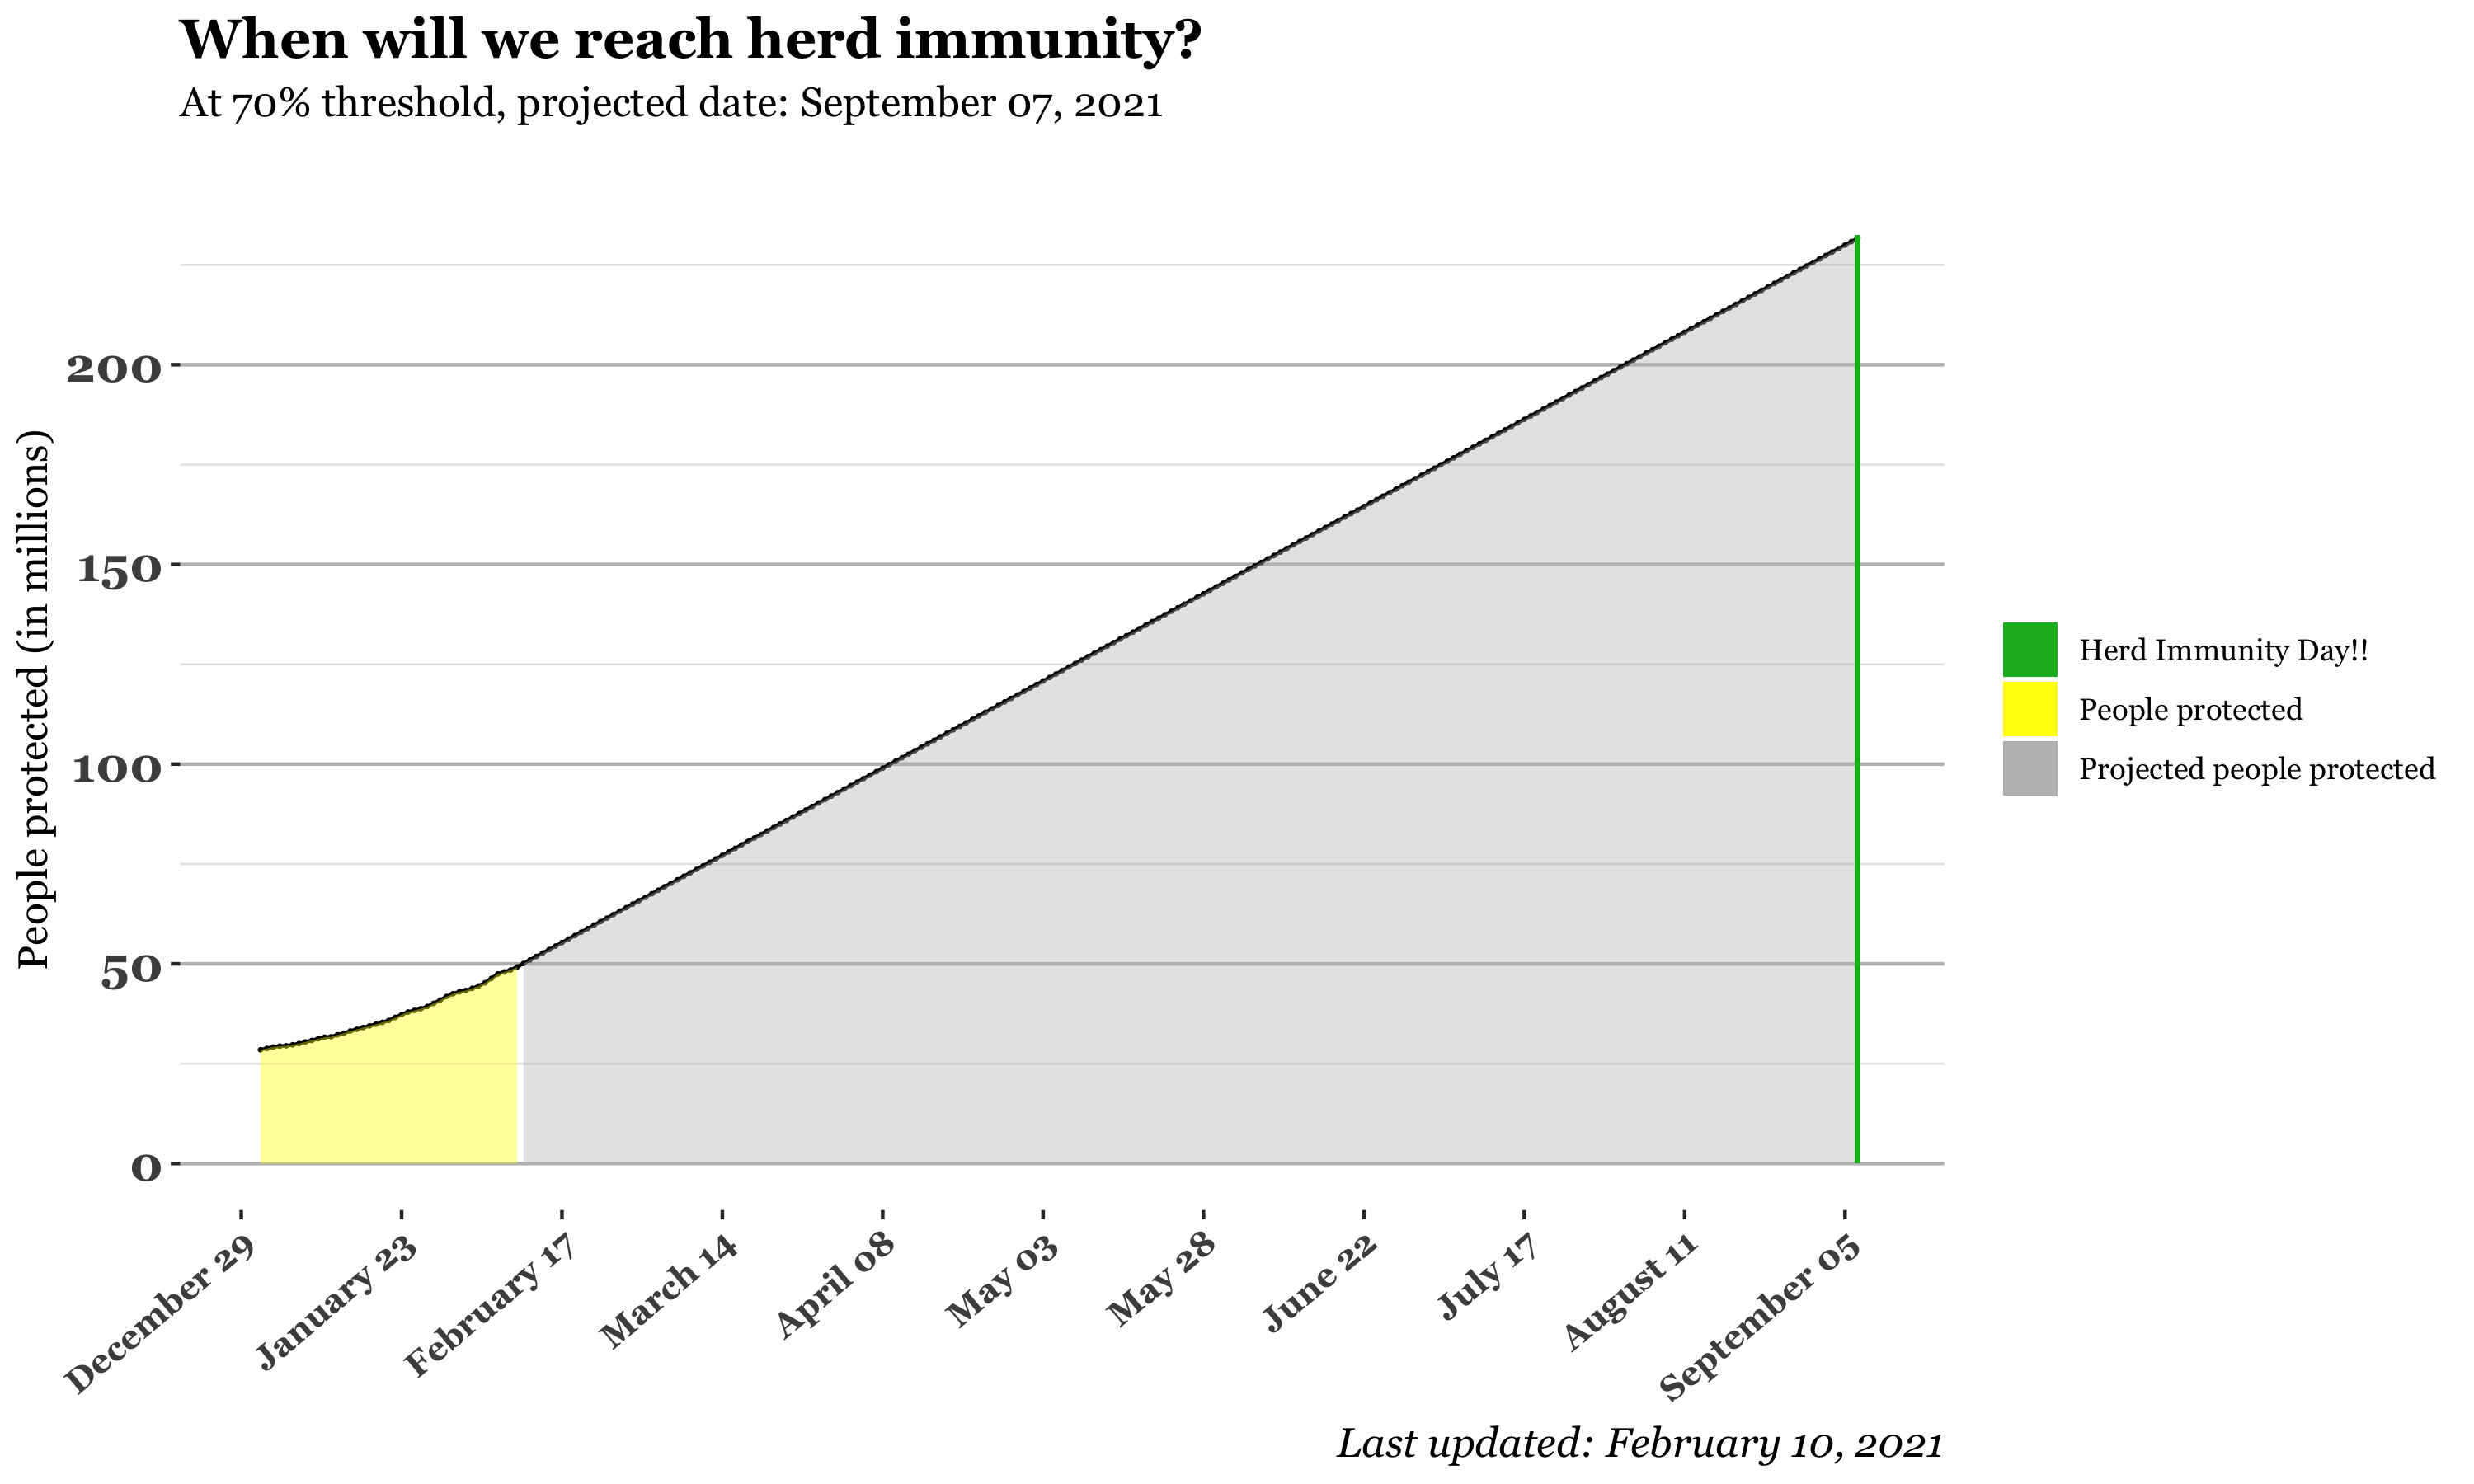 When will we reach herd immunity?
At 70% threshold, projected date: September 07, 2021
People protected (in millions)
200
150
100
50
0
Herd Immunity Day!!
People protected
Projected people protected
December 29
January 23
February 17
March 14
April 08
May 03
May 28
June 22
July 17
August 11
September 05
Last updated: February 10, 2021